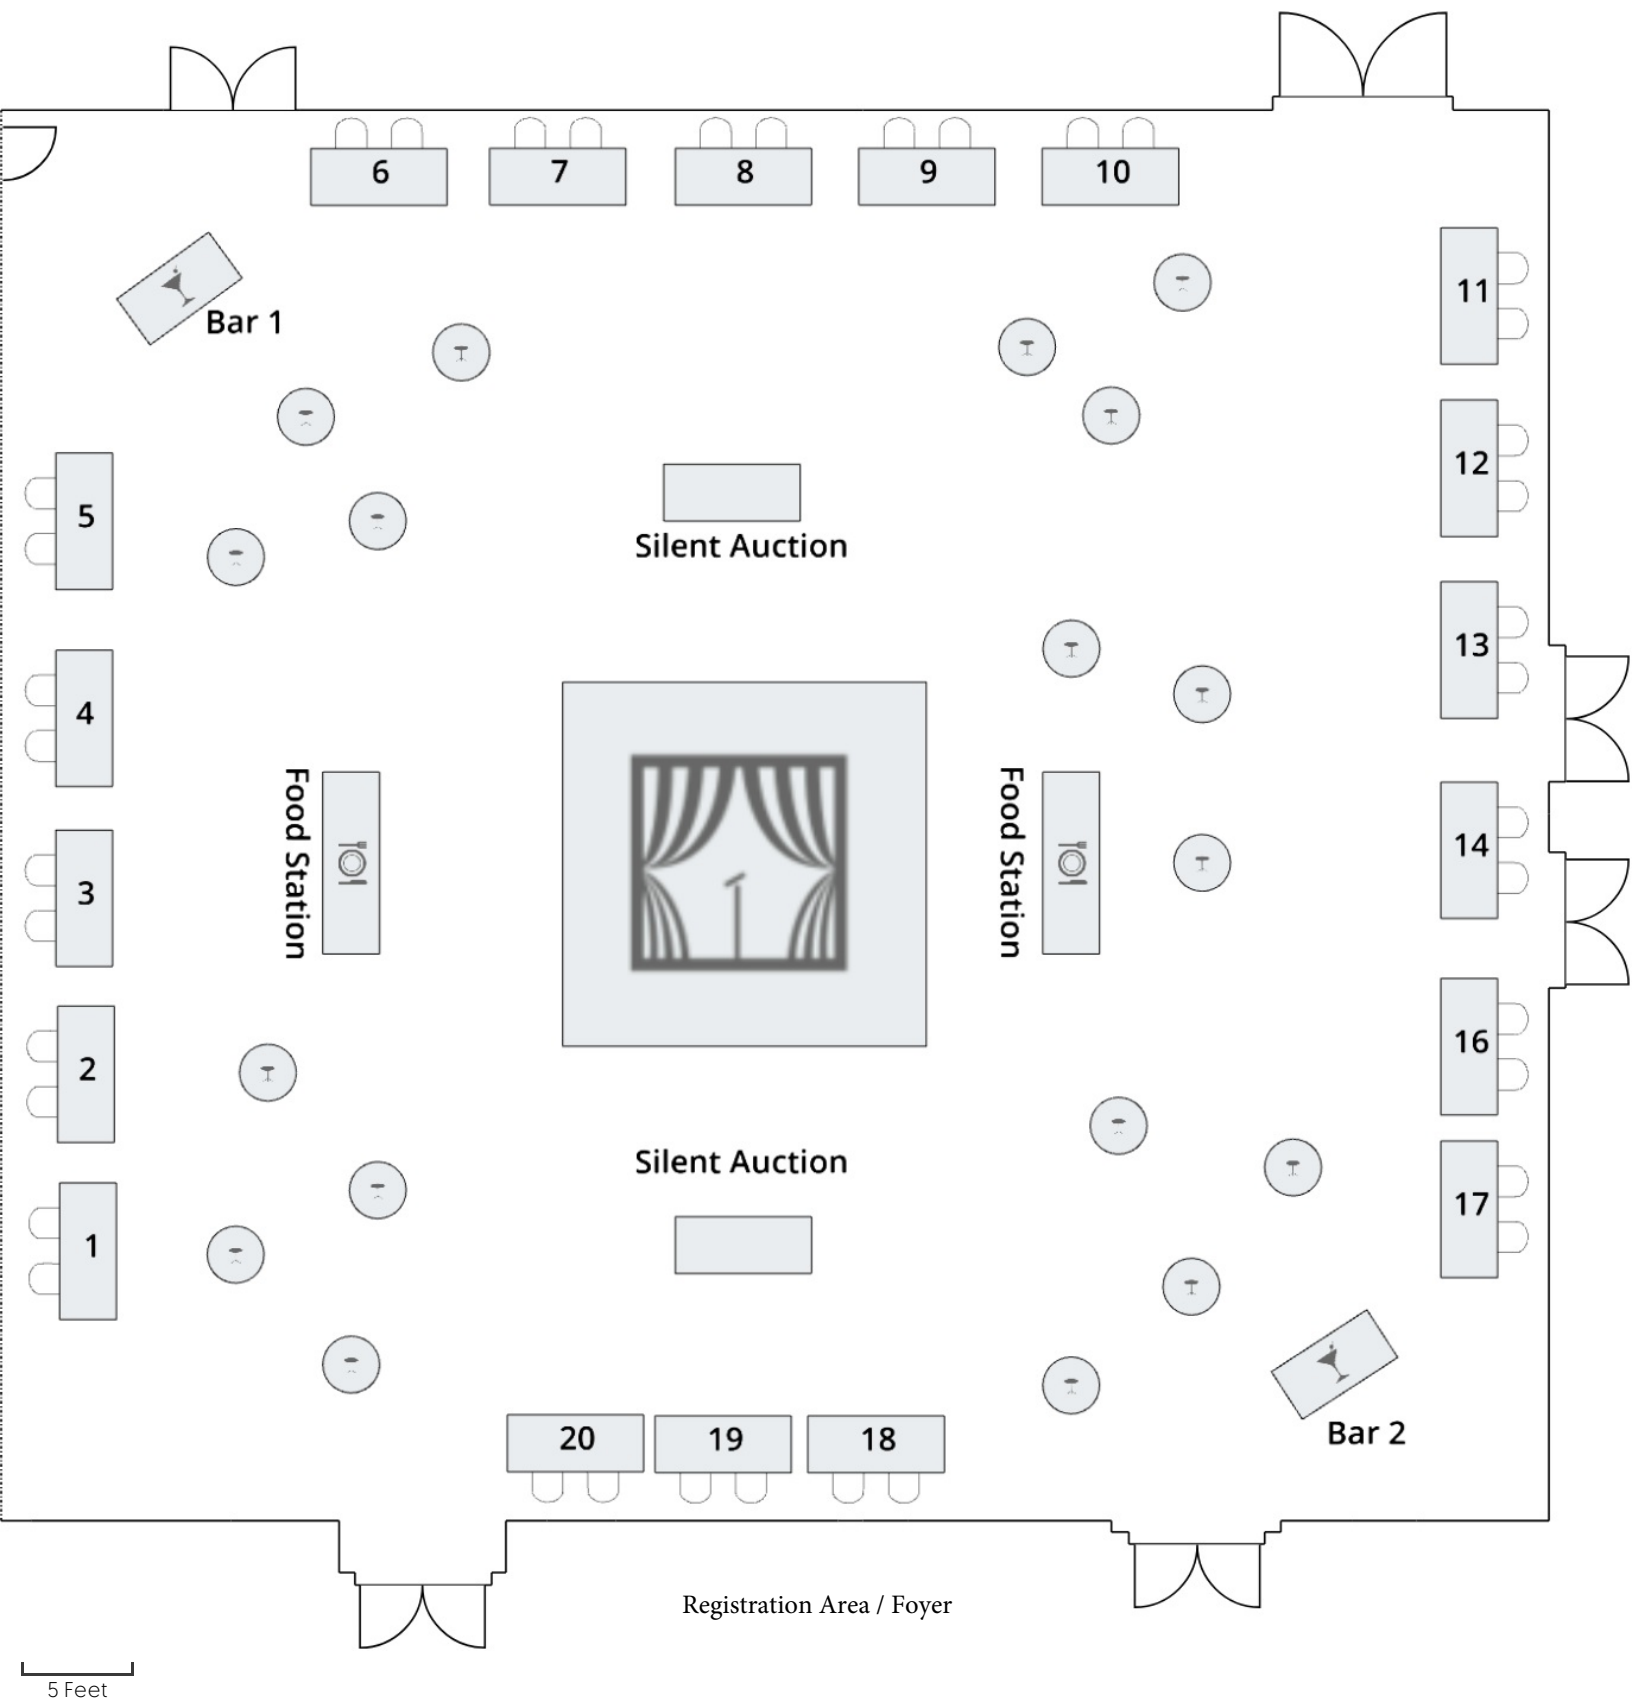 6
7
8
9
10
11
Bar 1
12
5
Silent Auction
13
4
Food Station
Food Station
14
3
16
2
Silent Auction
17
1
Bar 2
20
19
18
Registration Area / Foyer
5 Feet